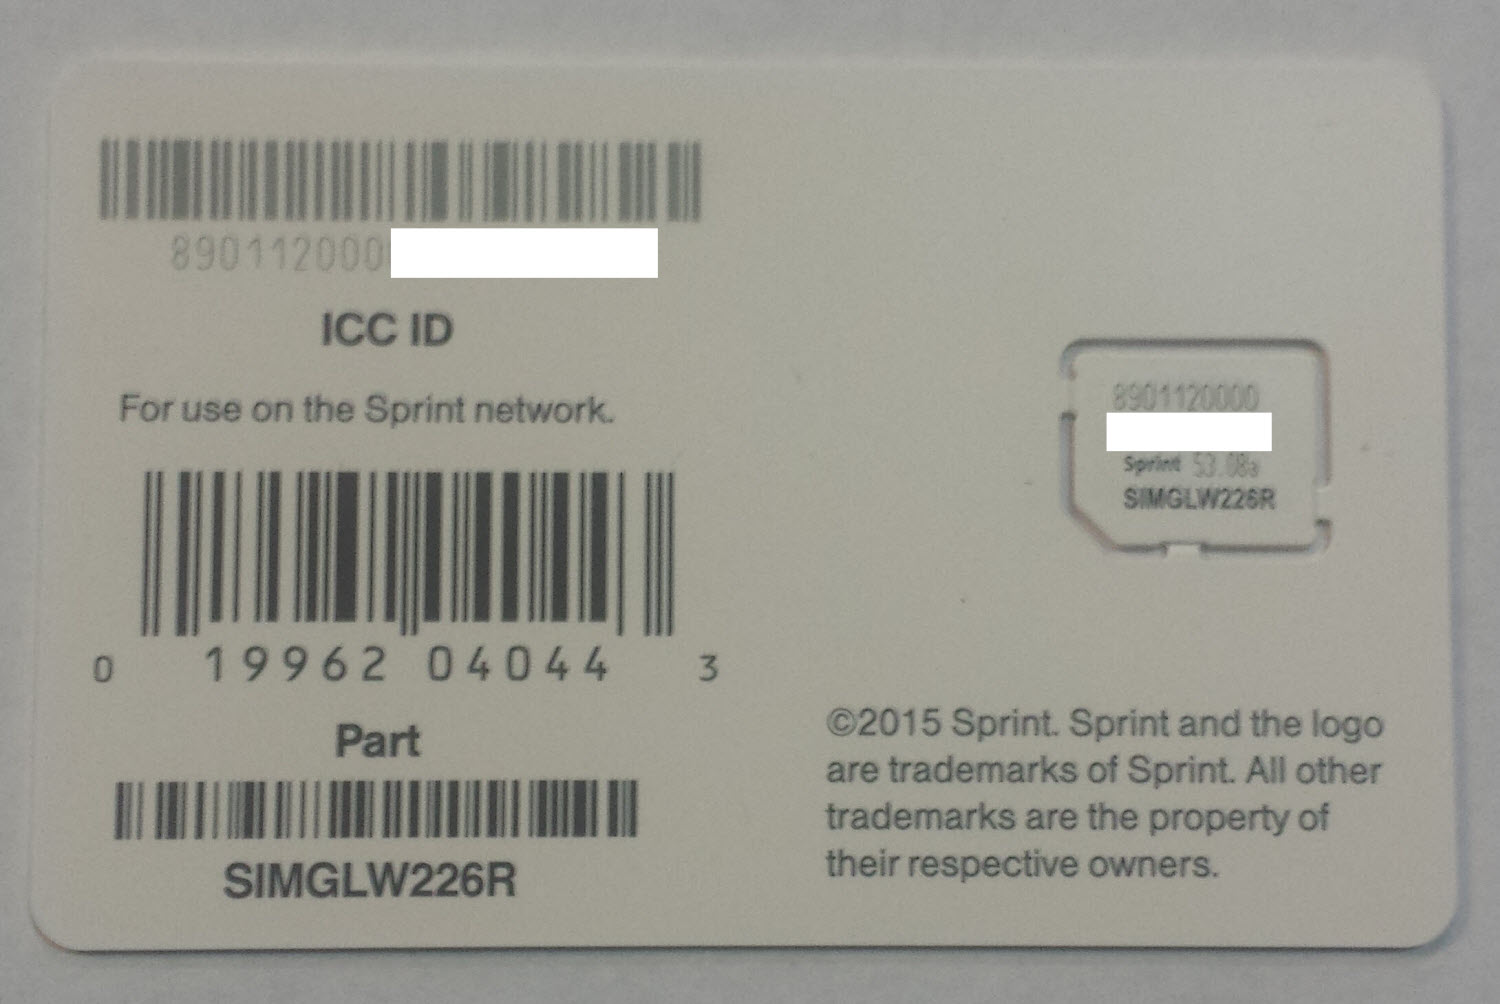 890112000
ICC ID
For use on the Sprint network.
0 19962 04044 3
Part
SIMGLW226R
8901120000
Sprint 53.08a
SIMGLW226R
©2015 Sprint. Sprint and the logo
are trademarks of Sprint. All other
trademarks are the property of
their respective owners.